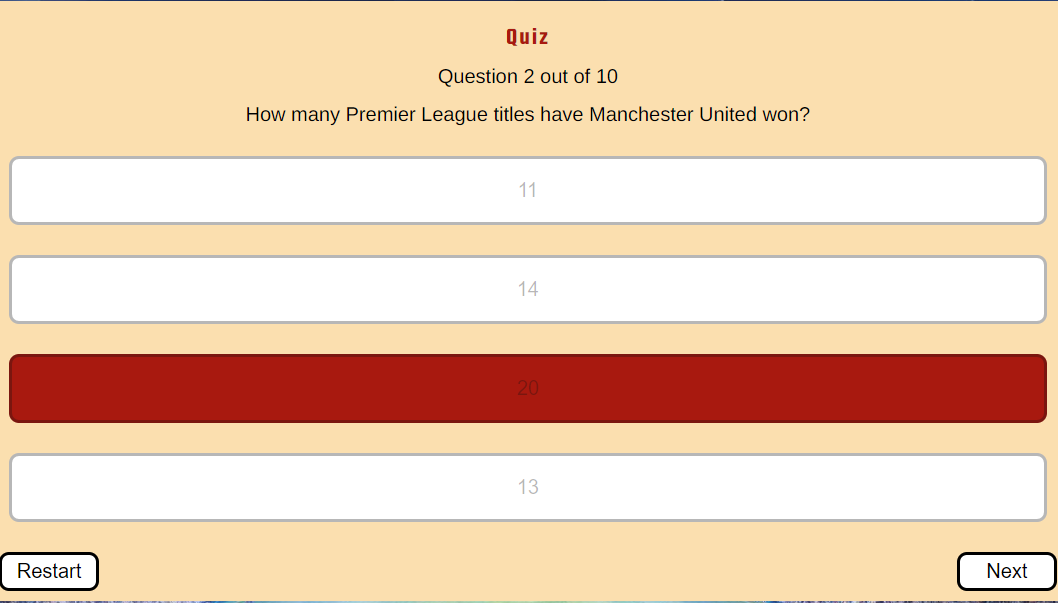 Quiz
Question 2 out of 10
How many Premier League titles have Manchester United won?
11
14
20
13
Restart
Next